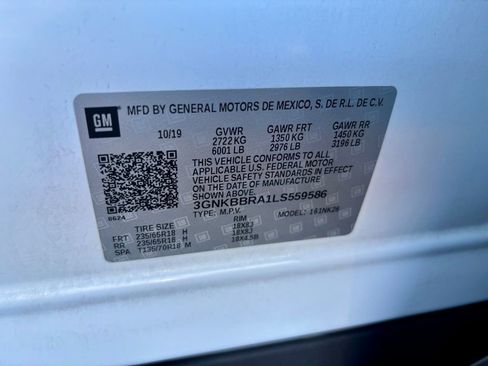 GM
MFD BY GENERAL MOTORS DE MEXICO, S. DE R.L. DE C.V.
10/19 GVWR GAWR FRT GAWR RR
2722 KG 1350 KG 1450 KG
6001 LB 2976 LB 3196 LB
THIS VEHICLE CONFORMS TO ALL
APPLICABLE U.S. FEDERAL MOTOR
VEHICLE SAFETY STANDARDS IN EFFECT
ON THE DATE OF MANUFACTURE
3GNKBBRA1LS559586
8624 TYPE: M.P.V. MODEL: 1S1NK26
TIRE SIZE RIM
FRT 235/65R18 H 18X8J
RR 235/65R18 H 18X8J
SPA T135/70R18 M 18X4.5B